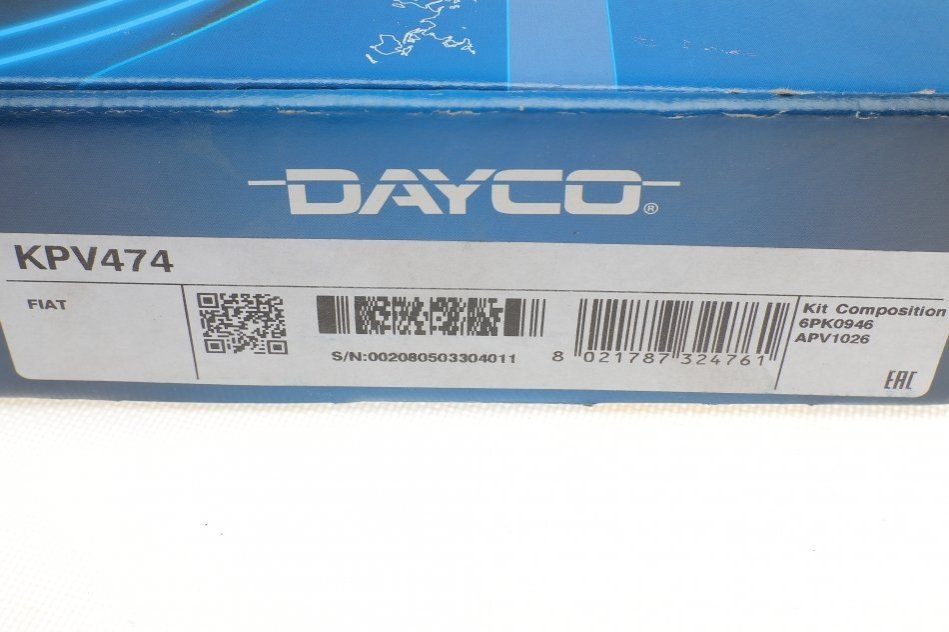 DAYCO®
KPV474
FIAT
S/N:002080503304011
8 021787 324761
Kit Composition
6PK0946
APV1026
EAC